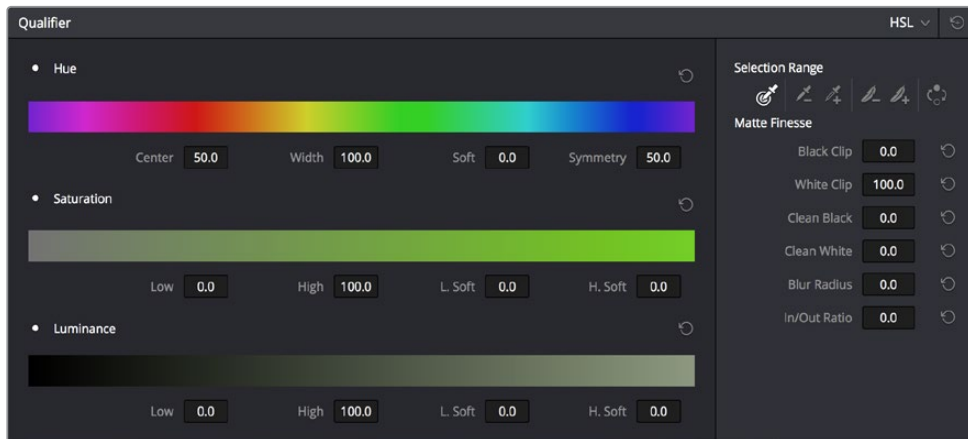 Qualifier HSL
Hue
Center 50.0 Width 100.0 Soft 0.0 Symmetry 50.0
Saturation
Low 0.0 High 100.0 L. Soft 0.0 H. Soft 0.0
Luminance
Low 0.0 High 100.0 L. Soft 0.0 H. Soft 0.0
Selection Range
Matte Finesse
Black Clip 0.0
White Clip 100.0
Clean Black 0.0
Clean White 0.0
Blur Radius 0.0
In/Out Ratio 0.0